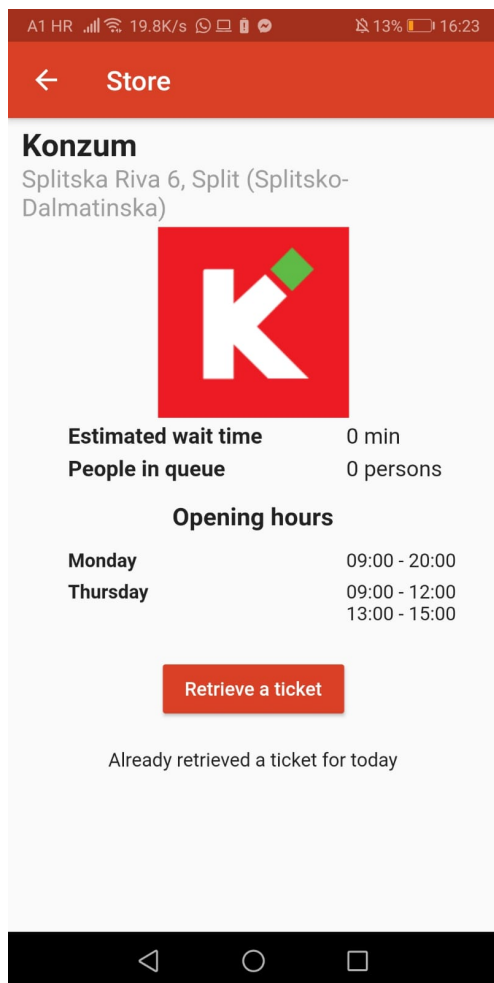 A1 HR 19.8K/s 13% 16:23
Store
Konzum
Splitska Riva 6, Split (Splitsko-
Dalmatinska)
K
Estimated wait time 0 min
People in queue 0 persons
Opening hours
Monday 09:00 - 20:00
Thursday 09:00 - 12:00
13:00 - 15:00
Retrieve a ticket
Already retrieved a ticket for today